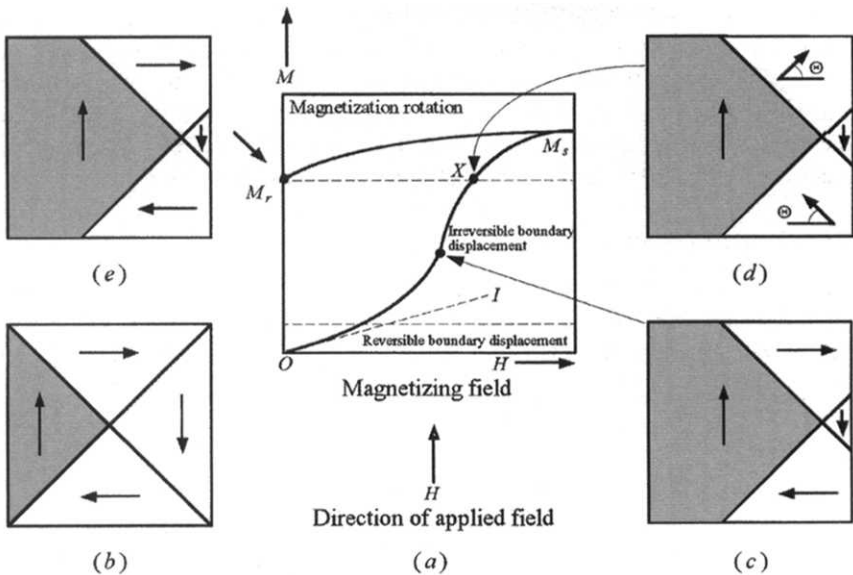 M
Magnetization rotation
M_s
X
M_r
Irreversible boundary
displacement
I
Reversible boundary displacement
O
H
Magnetizing field
H
Direction of applied field
(a)
(e)
(b)
Θ
Θ
(d)
(c)